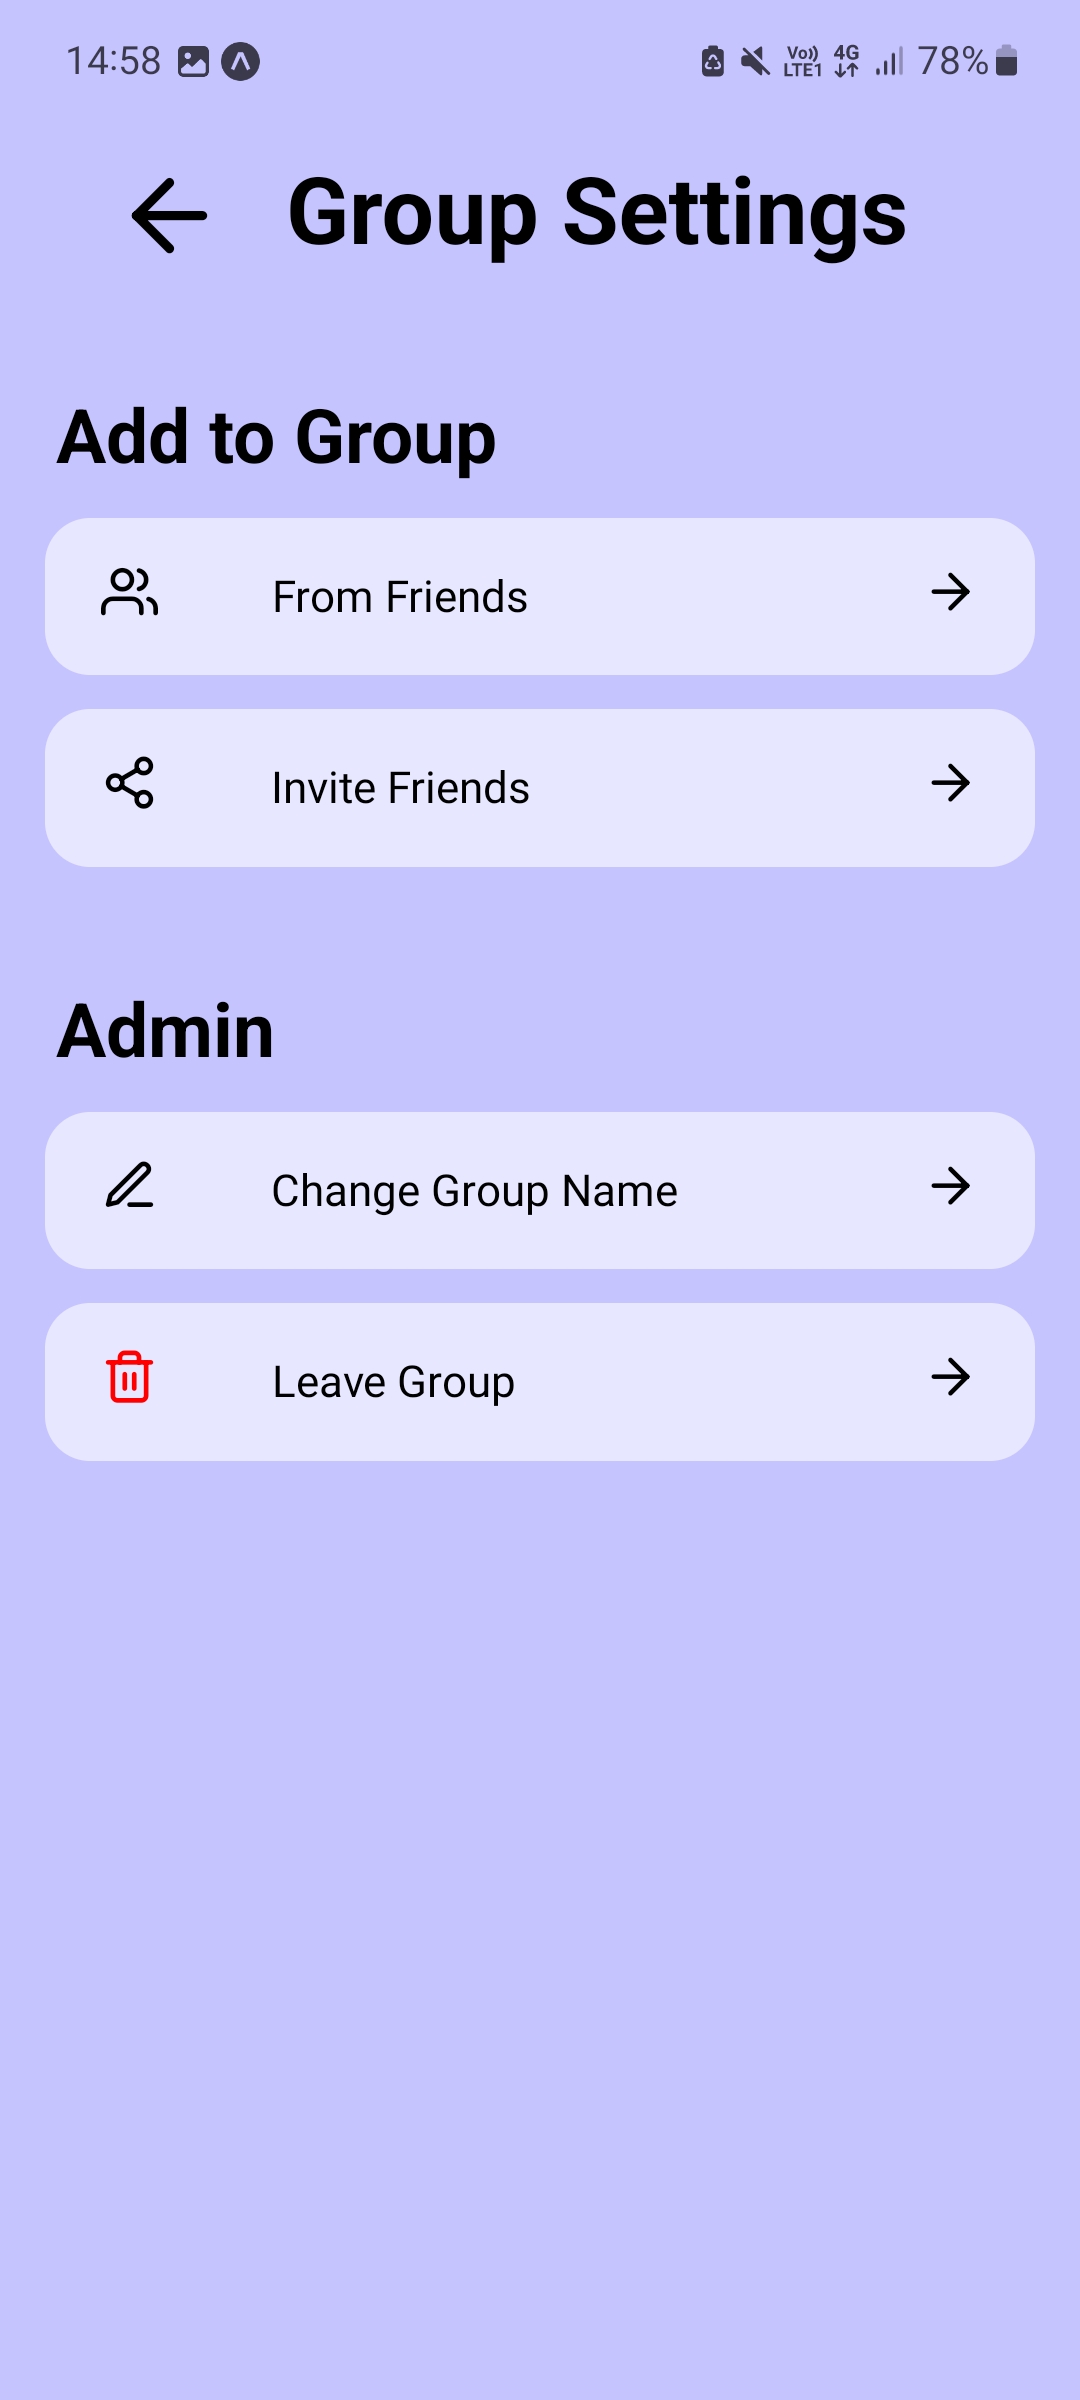 14:58 Vo)) LTE1 4G 78%
Group Settings
Add to Group
From Friends
Invite Friends
Admin
Change Group Name
Leave Group